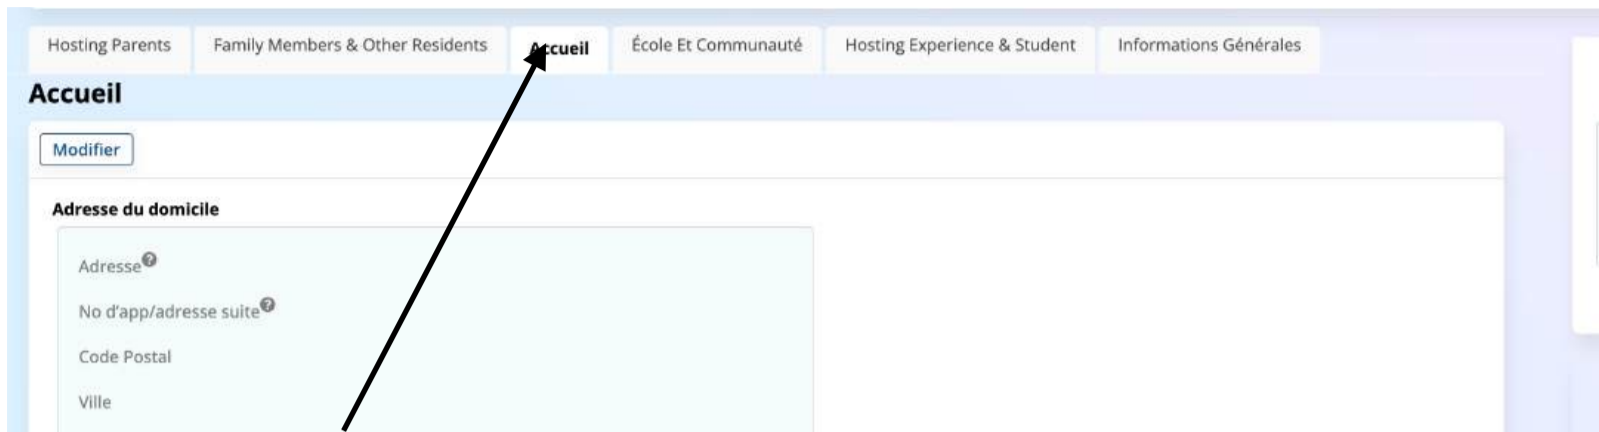 Hosting Parents Family Members & Other Residents Accueil École Et Communauté Hosting Experience & Student Informations Générales
Accueil
Modifier
Adresse du domicile
Adresse
No d'app/adresse suite
Code Postal
Ville